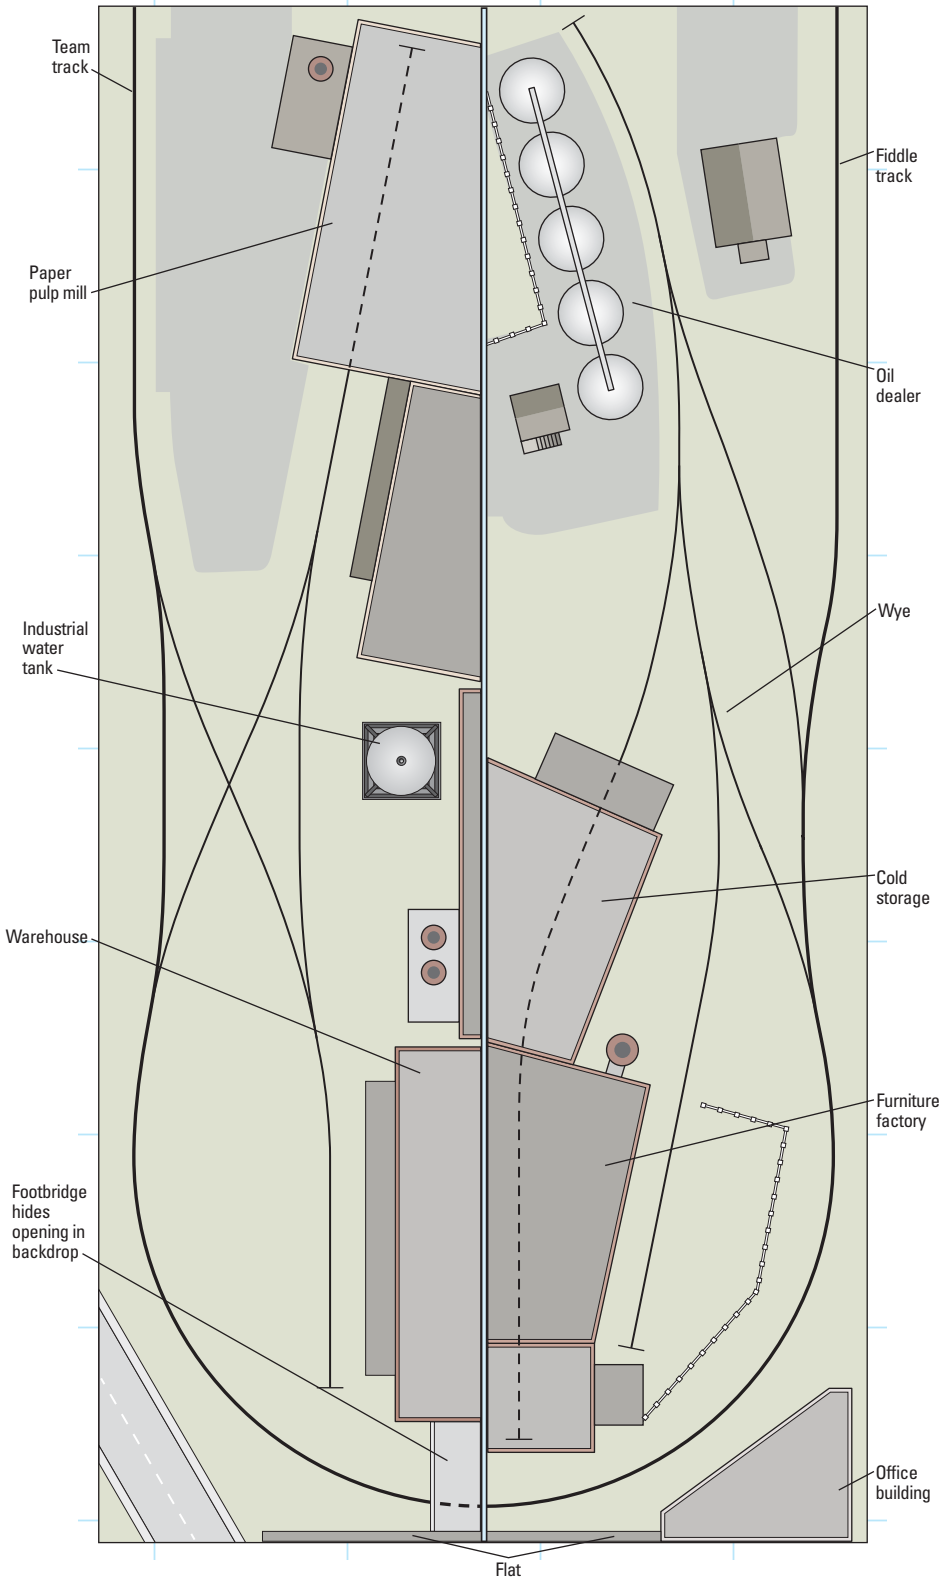 Team
track
Fiddle
track
Paper
pulp mill
Oil
dealer
Wye
Industrial
water
tank
Cold
storage
Warehouse
Furniture
factory
Footbridge
hides
opening in
backdrop
Office
building
Flat